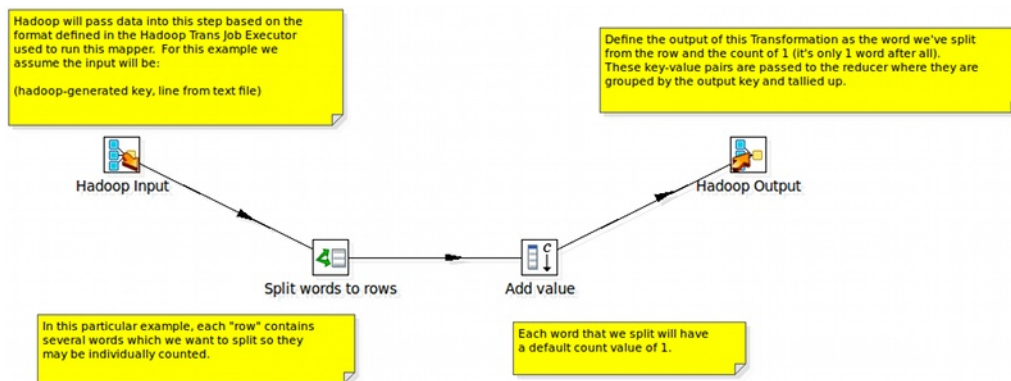 Hadoop will pass data into this step based on the
format defined in the Hadoop Trans Job Executor
used to run this mapper.  For this example we
assume the input will be:
(hadoop-generated key, line from text file)
Define the output of this Transformation as the word we've split
from the row and the count of 1 (it's only 1 word after all).
These key-value pairs are passed to the reducer where they are
grouped by the output key and tallied up.
Hadoop Input
Hadoop Output
C
Split words to rows
Add value
In this particular example, each "row" contains
several words which we want to split so they
may be individually counted.
Each word that we split will have
a default count value of 1.